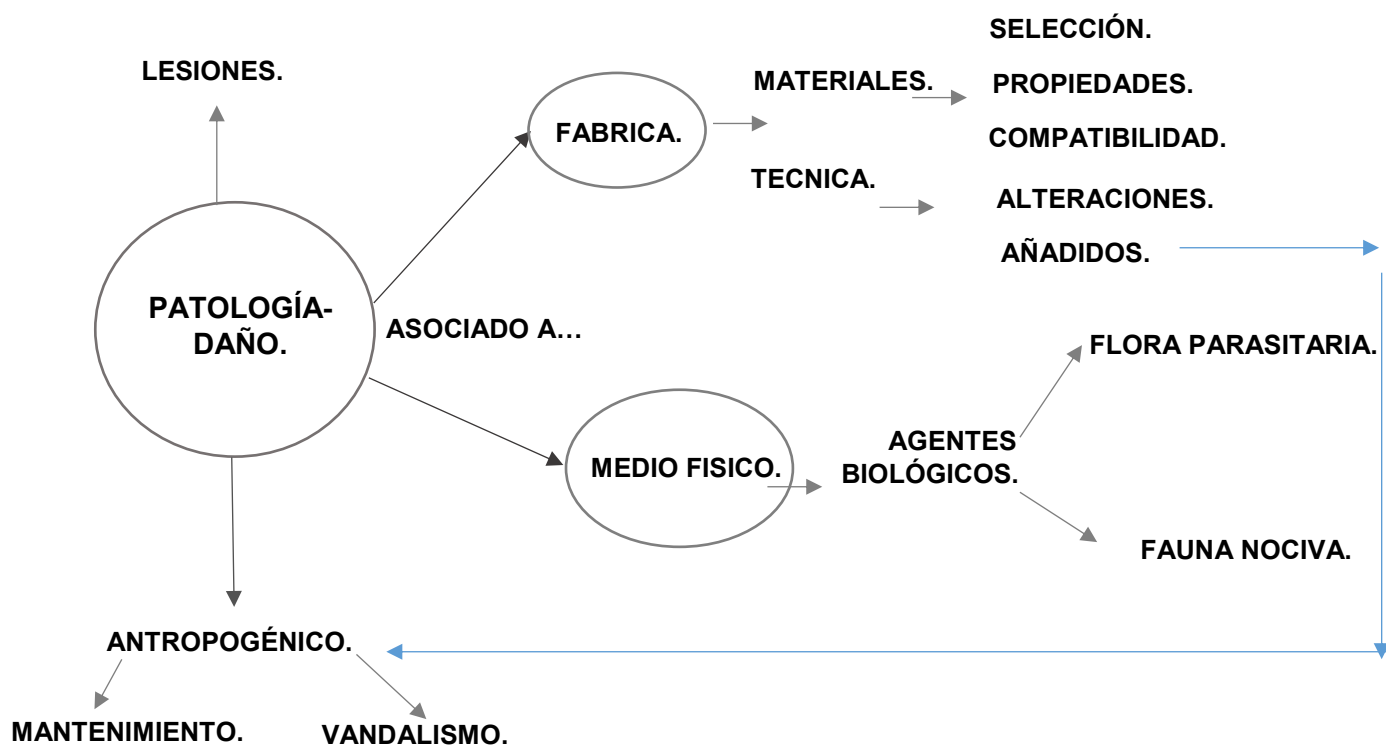 SELECCIÓN.
LESIONES.
MATERIALES.
PROPIEDADES.
FABRICA.
COMPATIBILIDAD.
TECNICA.
ALTERACIONES.
AÑADIDOS.
PATOLOGÍA-
DAÑO.
ASOCIADO A...
FLORA PARASITARIA.
AGENTES
BIOLÓGICOS.
MEDIO FISICO.
FAUNA NOCIVA.
ANTROPOGÉNICO.
MANTENIMIENTO.
VANDALISMO.